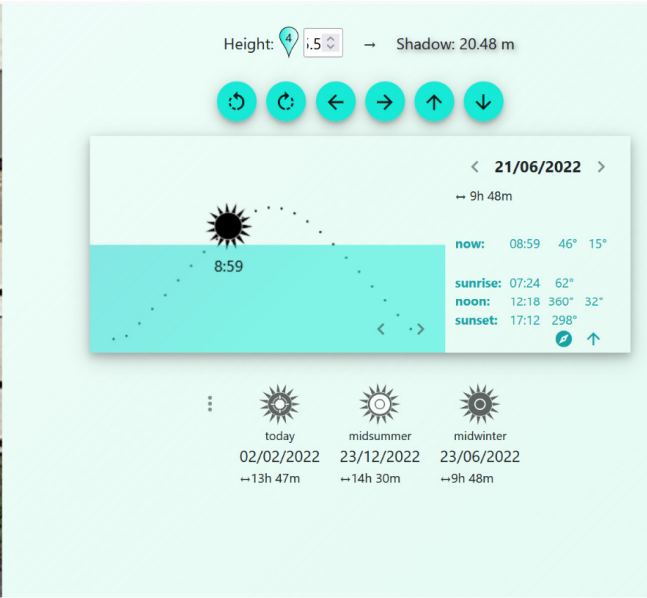 Height: 4 .5 → Shadow: 20.48 m
< 21/06/2022 >
↔ 9h 48m
now: 08:59 46° 15°
8:59
sunrise: 07:24 62°
noon: 12:18 360° 32°
sunset: 17:12 298°
today midsummer midwinter
02/02/2022 23/12/2022 23/06/2022
↔13h 47m ↔14h 30m ↔9h 48m